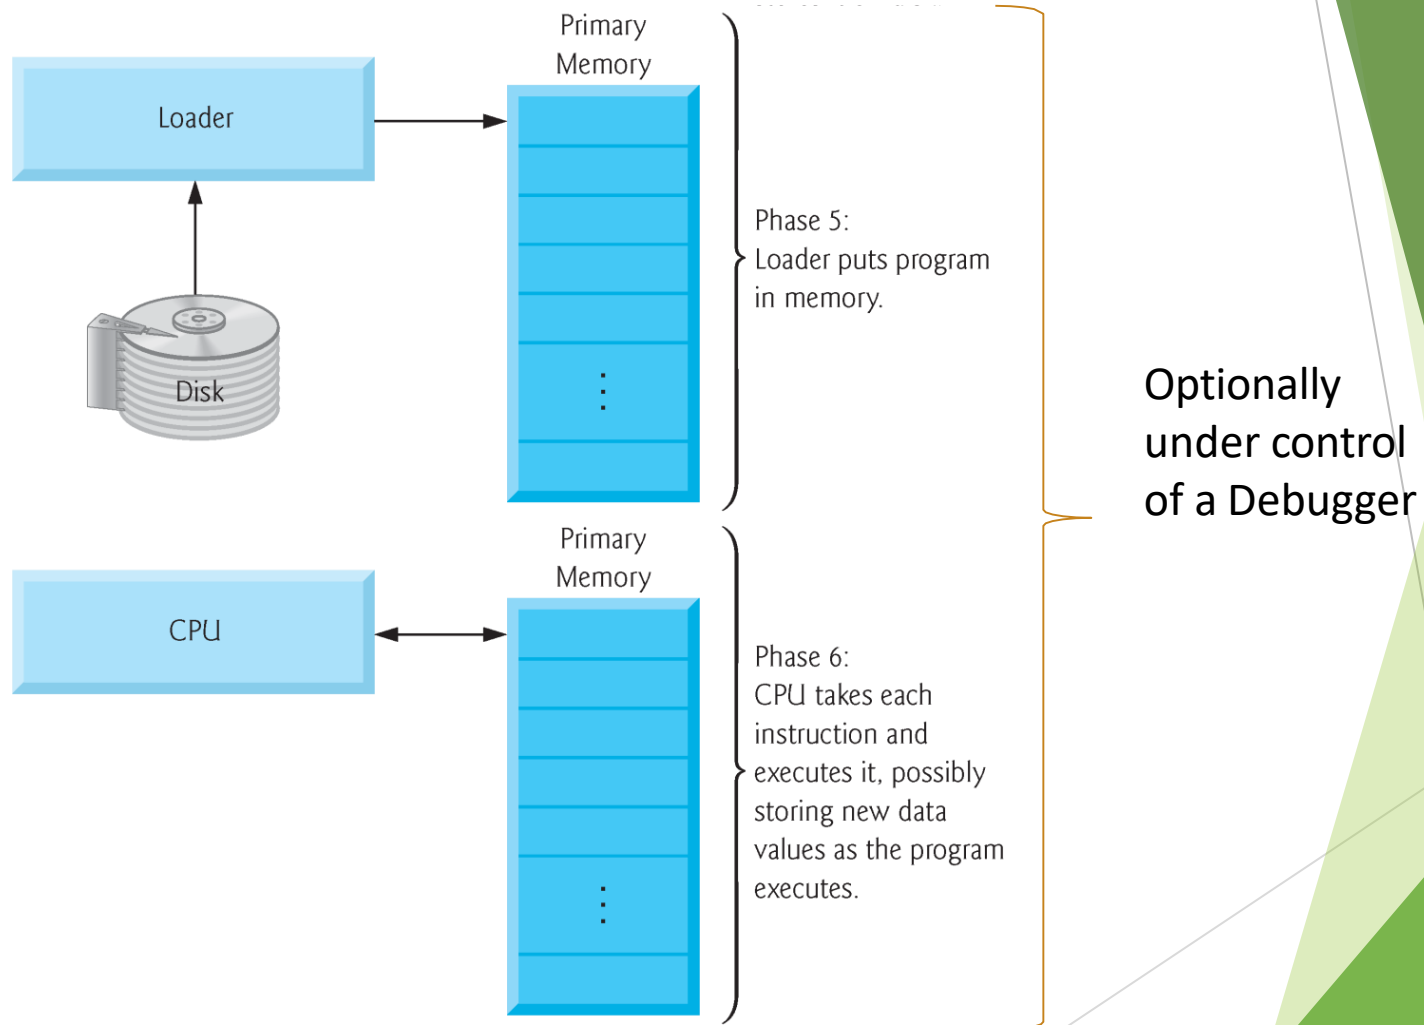 Primary
Memory
Loader
Disk
Phase 5:
Loader puts program
in memory.
Optionally
under control
of a Debugger
Primary
Memory
CPU
Phase 6:
CPU takes each
instruction and
executes it, possibly
storing new data
values as the program
executes.